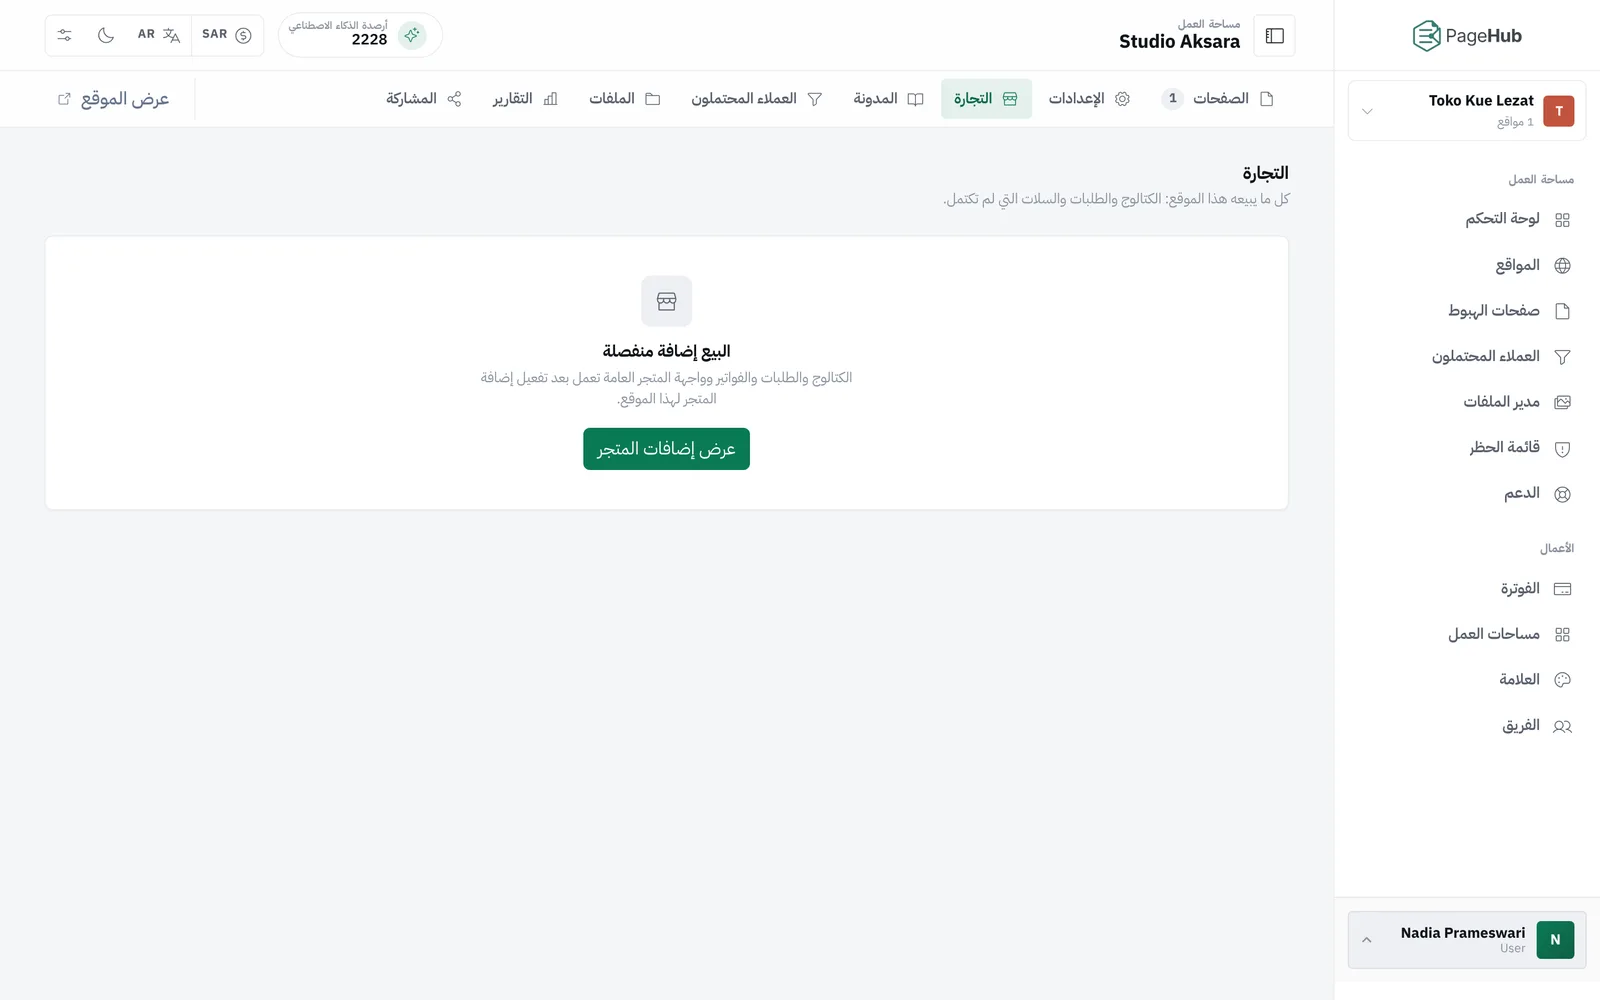 PageHub
Toko Kue Lezat
1 مواقع
T
مساحة العمل
لوحة التحكم
المواقع
صفحات الهبوط
العملاء المحتملون
مدير الملفات
قائمة الحظر
الدعم
الأعمال
الفوترة
مساحات العمل
العلامة
الفريق
Nadia Prameswari
User
N
مساحة العمل
Studio Aksara
أرصدة الذكاء الاصطناعي
2228
SAR
AR
الصفحات 1
الإعدادات
التجارة
المدونة
العملاء المحتملون
الملفات
التقارير
المشاركة
عرض الموقع
التجارة
كل ما يبيعه هذا الموقع: الكتالوج والطلبات والسلات التي لم تكتمل.
البيع إضافة منفصلة
الكتالوج والطلبات والفواتير وواجهة المتجر العامة تعمل بعد تفعيل إضافة
المتجر لهذا الموقع.
عرض إضافات المتجر